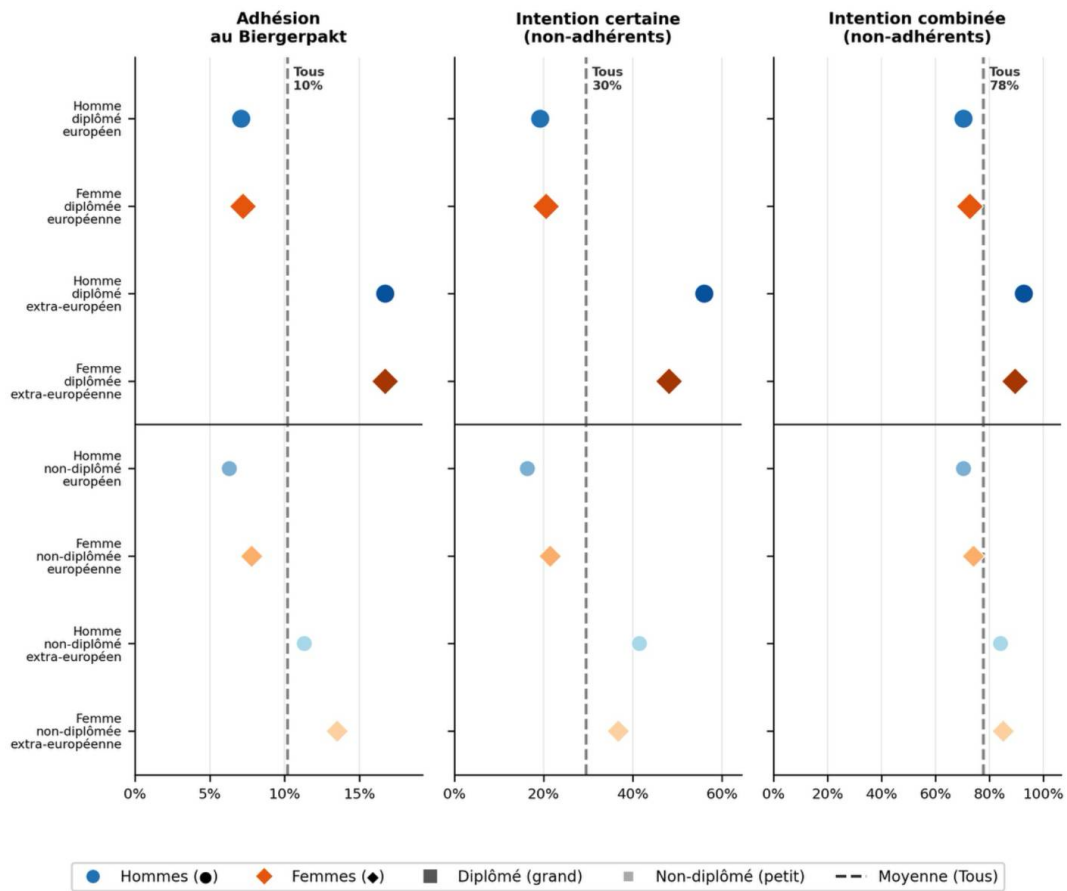 Adhésion
au Biergerpakt
Intention certaine
(non-adhérents)
Intention combinée
(non-adhérents)
Tous
10%
Tous
30%
Tous
78%
Homme
diplômé
européen
Femme
diplômée
européenne
Homme
diplômé
extra-européen
Femme
diplômée
extra-européenne
Homme
non-diplômé
européen
Femme
non-diplômée
européenne
Homme
non-diplômé
extra-européen
Femme
non-diplômée
extra-européenne
0% 5% 10% 15%
0% 20% 40% 60%
0% 20% 40% 60% 80% 100%
Hommes (●) Femmes (◆) Diplômé (grand) Non-diplômé (petit) Moyenne (Tous)